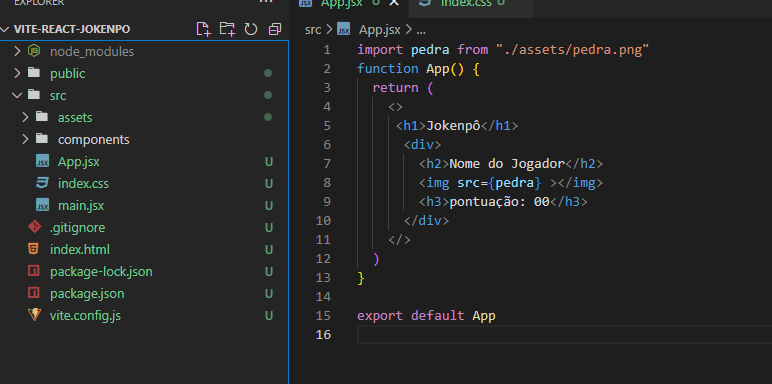 EXPLORER
VITE-REACT-JOKENPO
node_modules
public
src
assets
components
App.jsx U
index.css U
main.jsx U
.gitignore U
index.html U
package-lock.json U
package.json U
vite.config.js U
App.jsx U
index.css U
src > App.jsx > ...
1 import pedra from "./assets/pedra.png"
2 function App() {
3 return (
4 <>
5 <h1>Jokenpô</h1>
6 <div>
7 <h2>Nome do Jogador</h2>
8 <img src={pedra} ></img>
9 <h3>pontuação: 00</h3>
10 </div>
11 </>
12 )
13 }
14
15 export default App
16